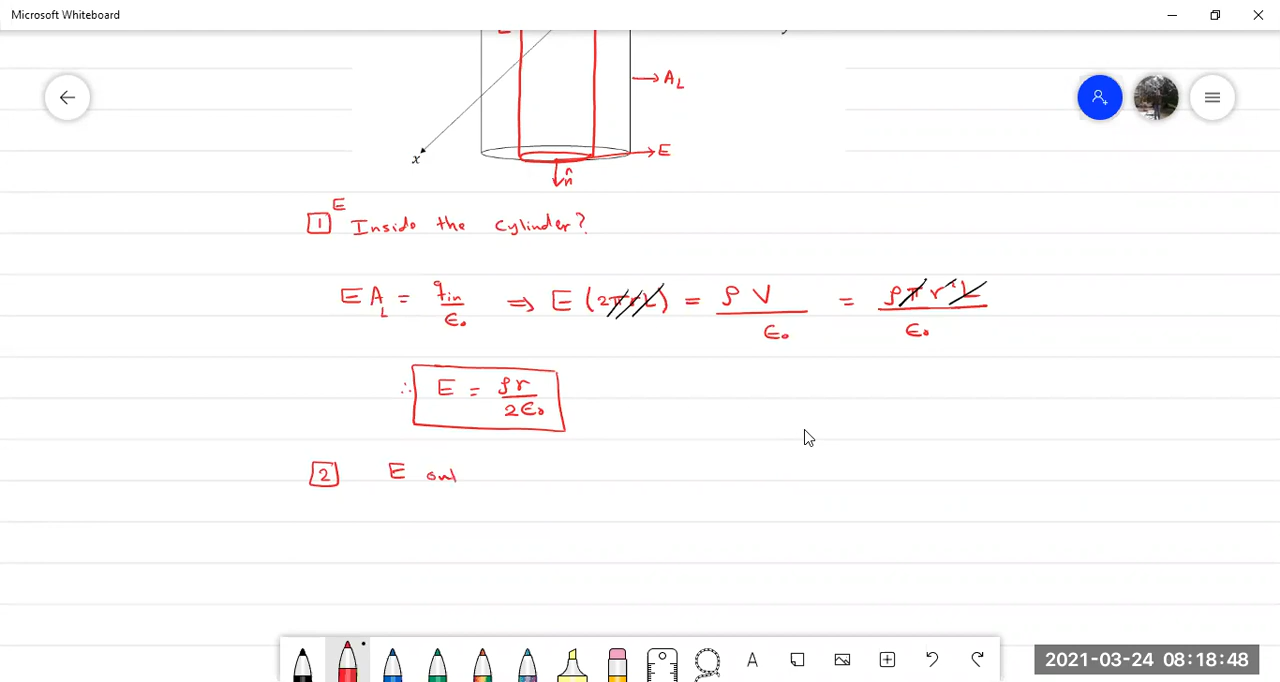 Microsoft Whiteboard
A_L
E
x
n̂
1 E Inside the cylinder?
E A_L = q_in / ε₀ ⇒ E (2πrL) = ρ V / ε₀ = ρ π r² L / ε₀
∴ E = ρr / 2ε₀
2 E out
A
2021-03-24 08:18:48